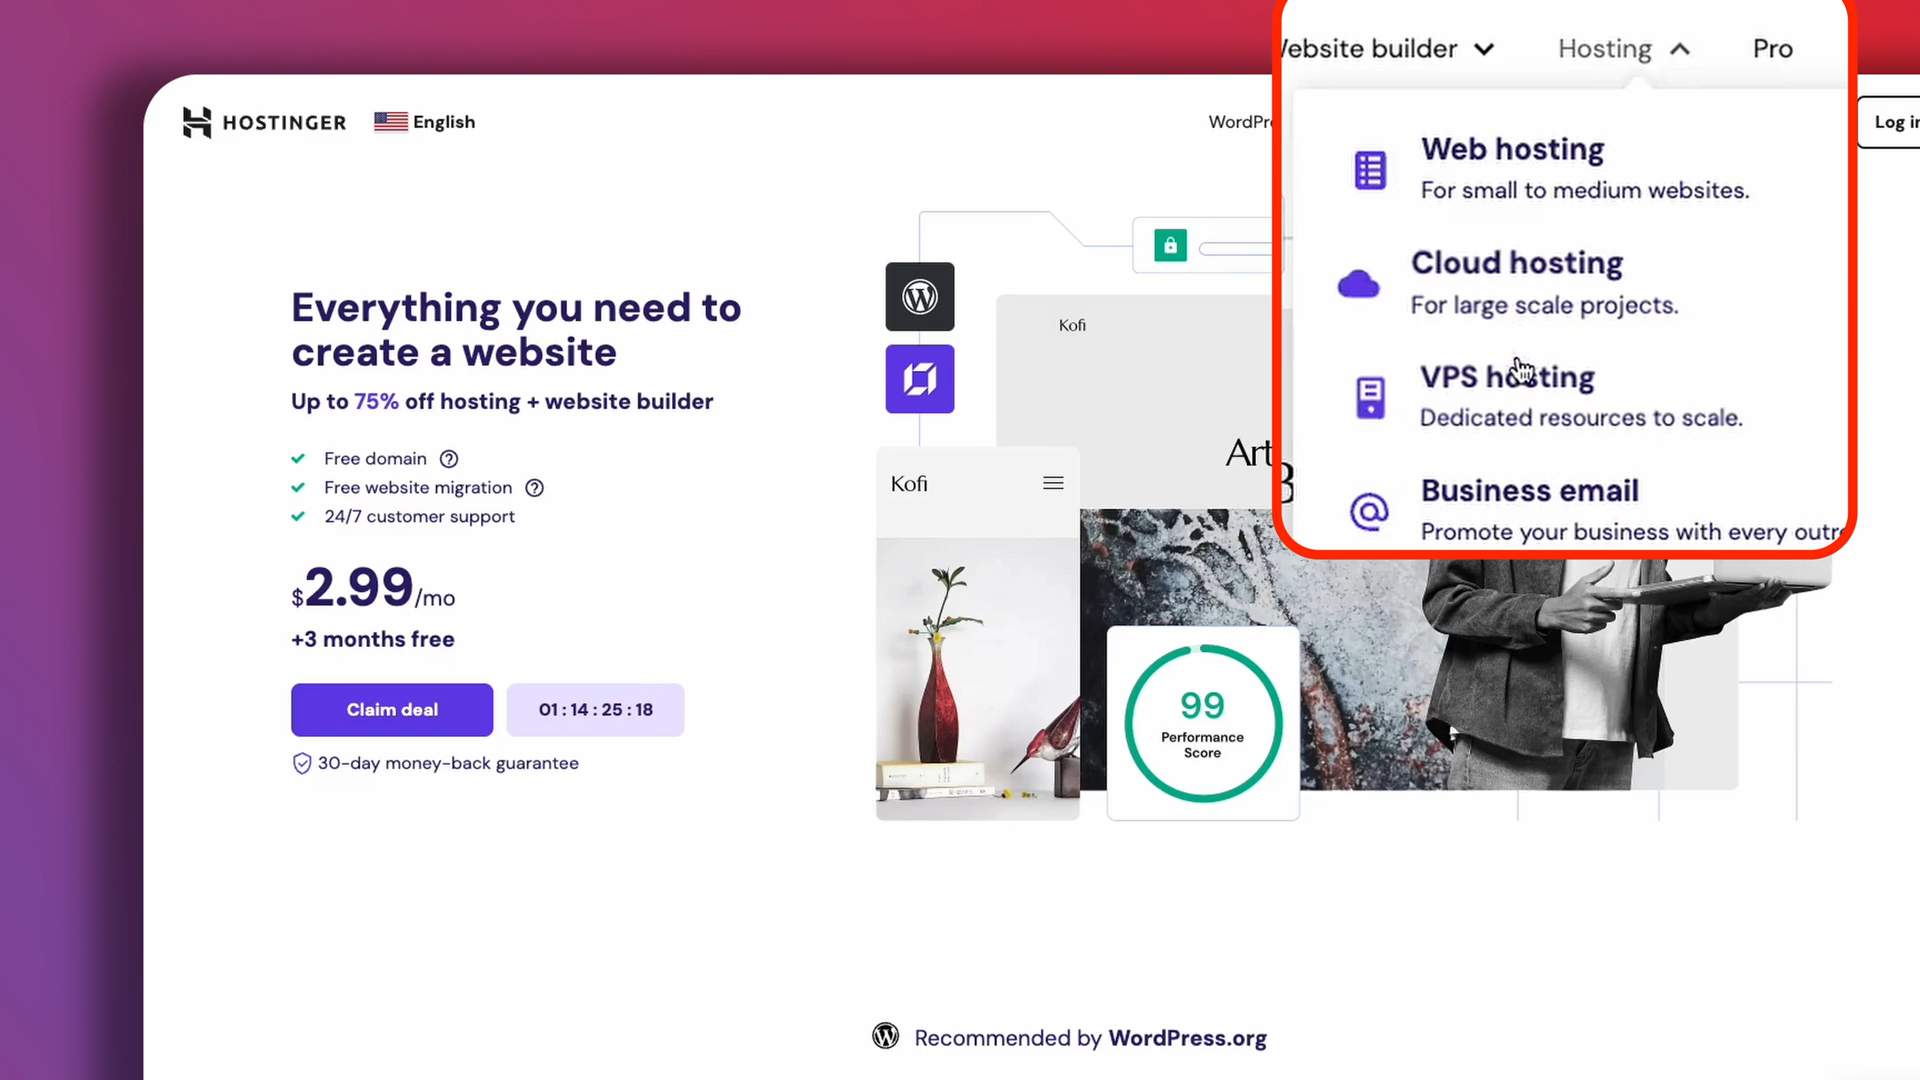 HOSTINGER
English
Website builder
Hosting
Pro
Log in
Web hosting
For small to medium websites.
Cloud hosting
For large scale projects.
VPS hosting
Dedicated resources to scale.
Business email
Promote your business with every
Everything you need to
create a website
Up to 75% off hosting + website builder
Free domain
Free website migration
24/7 customer support
$2.99/mo
+3 months free
Claim deal
01 : 14 : 25 : 18
30-day money-back guarantee
Kofi
Kofi
Art
99
Performance
Score
Recommended by WordPress.org